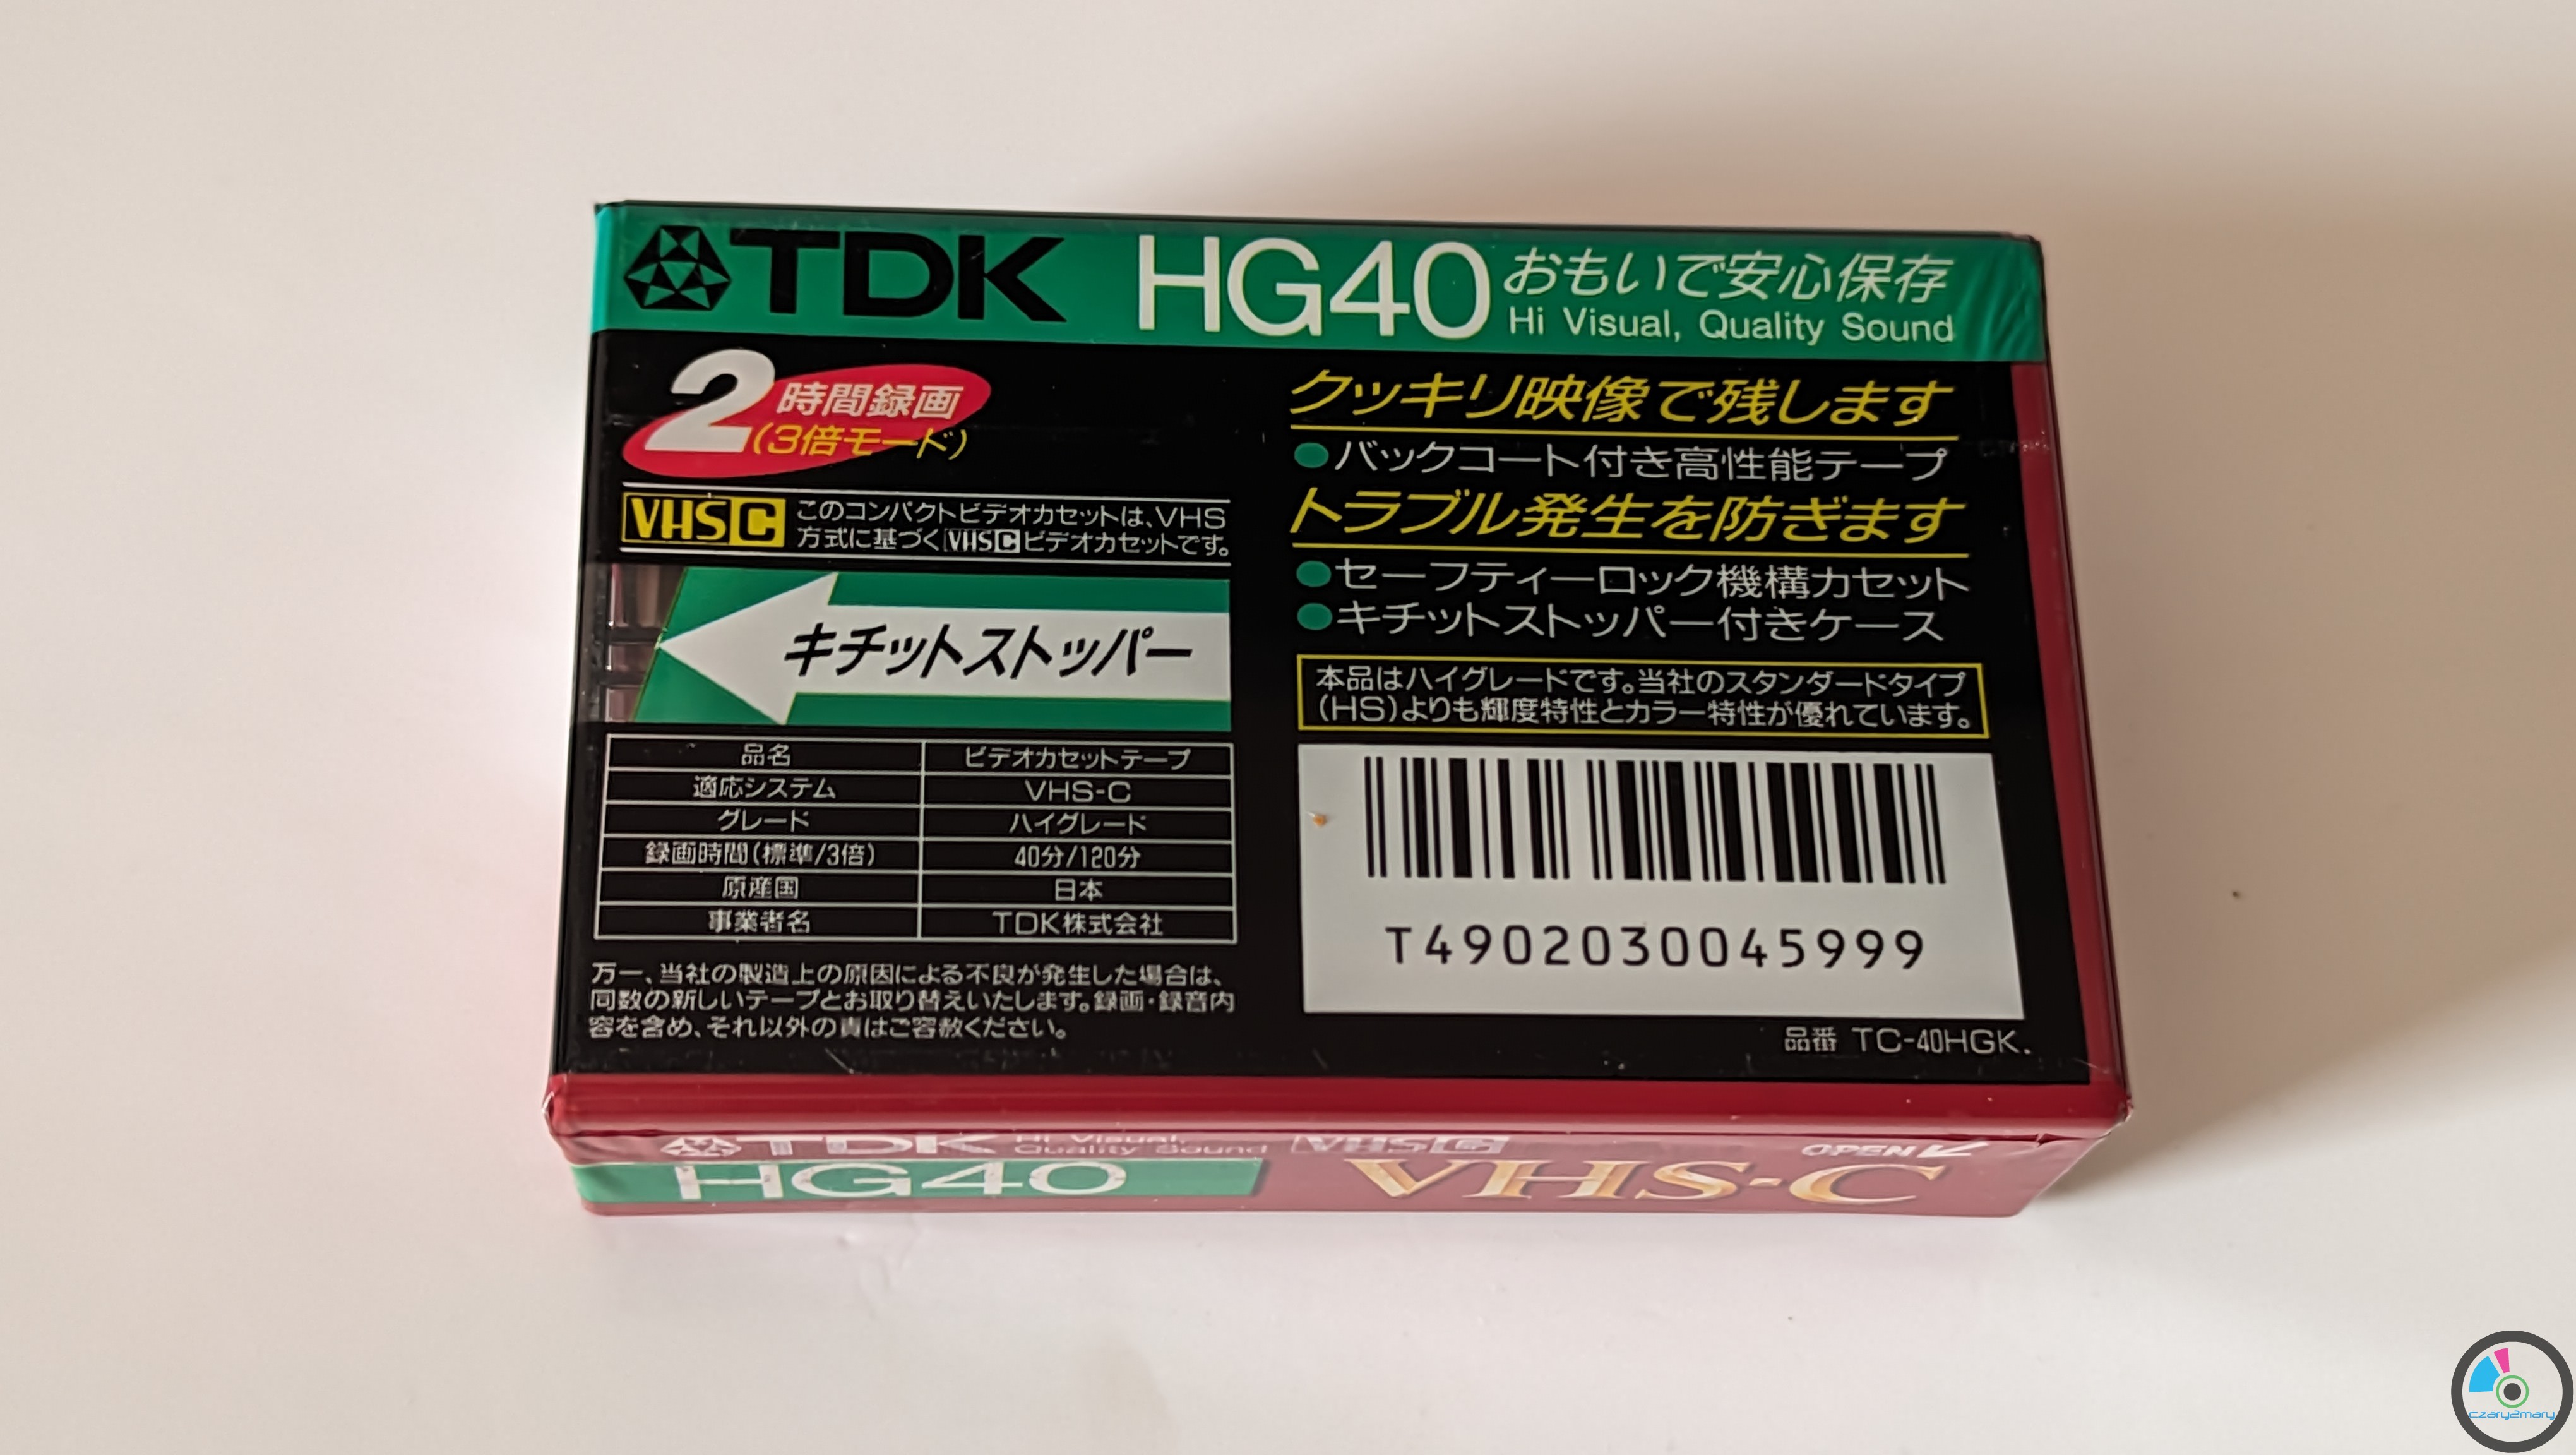 TDK HG40 おもいで安心保存
Hi Visual, Quality Sound
2時間録画
(3倍モード)
VHSC このコンパクトビデオカセットは、VHS
方式に基づくVHSCビデオカセットです。
キチットストッパー
品名 ビデオカセットテープ
適応システム VHS-C
グレード ハイグレード
録画時間(標準/3倍) 40分/120分
原産国 日本
事業者名 TDK株式会社
万一、当社の製造上の原因による不良が発生した場合は、
同数の新しいテープとお取り替えいたします。録画・録音内
容を含め、それ以外の責はご容赦ください。
クッキリ映像で残します
●バックコート付き高性能テープ
トラブル発生を防ぎます
●セーフティーロック機構カセット
●キチットストッパー付きケース
本品はハイグレードです。当社のスタンダードタイプ
(HS)よりも輝度特性とカラー特性が優れています。
T4902030045999
品番 TC-40HGK.
TDK Hi Visual, Quality Sound VHSC OPEN
HG40 VHS-C
czary2mary